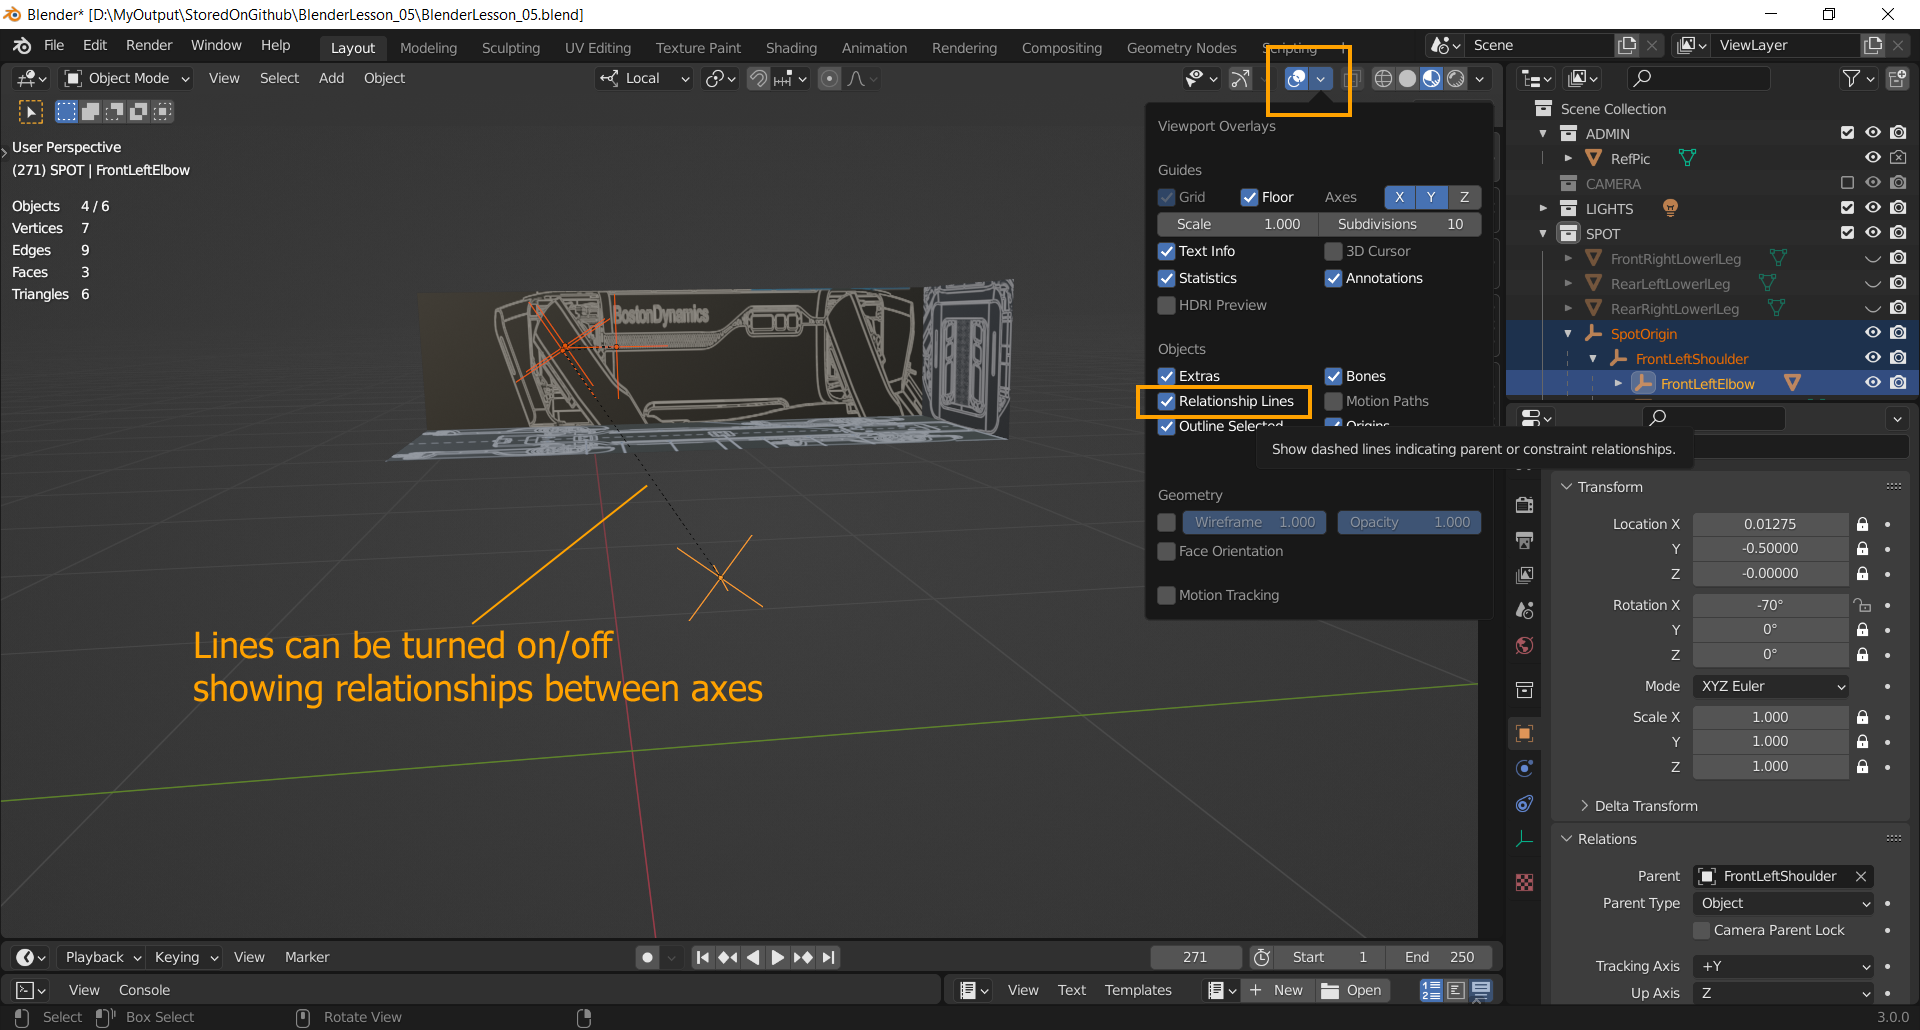 Blender* [D:\MyOutput\StoredOnGithub\BlenderLesson_05\BlenderLesson_05.blend]
File Edit Render Window Help Layout Modeling Sculpting UV Editing Texture Paint Shading Animation Rendering Compositing Geometry Nodes Scripting + Scene ViewLayer
Object Mode View Select Add Object Local
User Perspective
(271) SPOT | FrontLeftElbow
Objects 4 / 6
Vertices 7
Edges 9
Faces 3
Triangles 6
BostonDynamics
Lines can be turned on/off
showing relationships between axes
Viewport Overlays
Guides
Grid Floor Axes X Y Z
Scale 1.000 Subdivisions 10
Text Info 3D Cursor
Statistics Annotations
HDRI Preview
Objects
Extras Bones
Relationship Lines Motion Paths
Outline Selected Origins
Show dashed lines indicating parent or constraint relationships.
Geometry
Wireframe 1.000 Opacity 1.000
Face Orientation
Motion Tracking
Scene Collection
ADMIN
RefPic
CAMERA
LIGHTS
SPOT
FrontRightLowerlLeg
RearLeftLowerlLeg
RearRightLowerlLeg
SpotOrigin
FrontLeftShoulder
FrontLeftElbow
Transform
Location X 0.01275
Y -0.50000
Z -0.00000
Rotation X -70°
Y 0°
Z 0°
Mode XYZ Euler
Scale X 1.000
Y 1.000
Z 1.000
Delta Transform
Relations
Parent FrontLeftShoulder
Parent Type Object
Camera Parent Lock
Tracking Axis +Y
Up Axis Z
Playback Keying View Marker 271 Start 1 End 250
View Console View Text Templates New Open
Select Box Select Rotate View 3.0.0